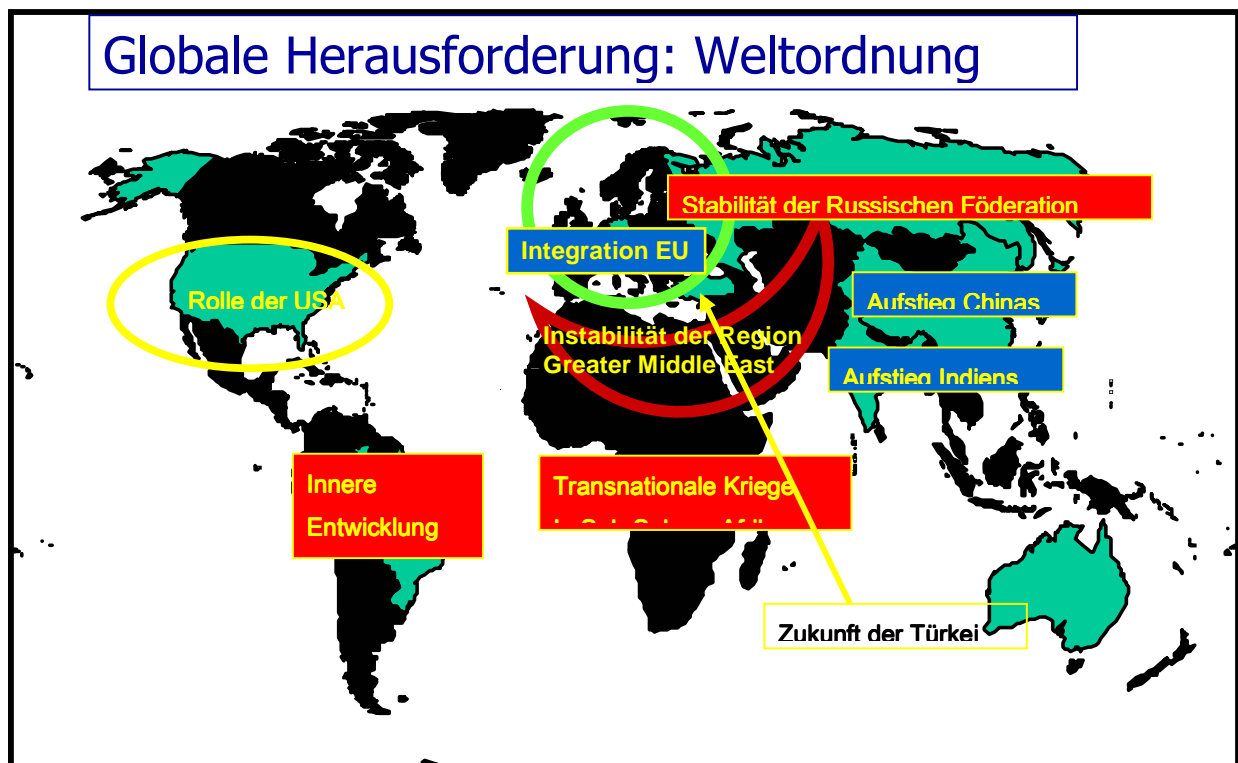 Globale Herausforderung: Weltordnung
Stabilität der Russischen Föderation
Integration EU
Rolle der USA
Aufstieg Chinas
Instabilität der Region
Greater Middle East
Aufstieg Indiens
Innere
Entwicklung
Transnationale Kriege
Zukunft der Türkei